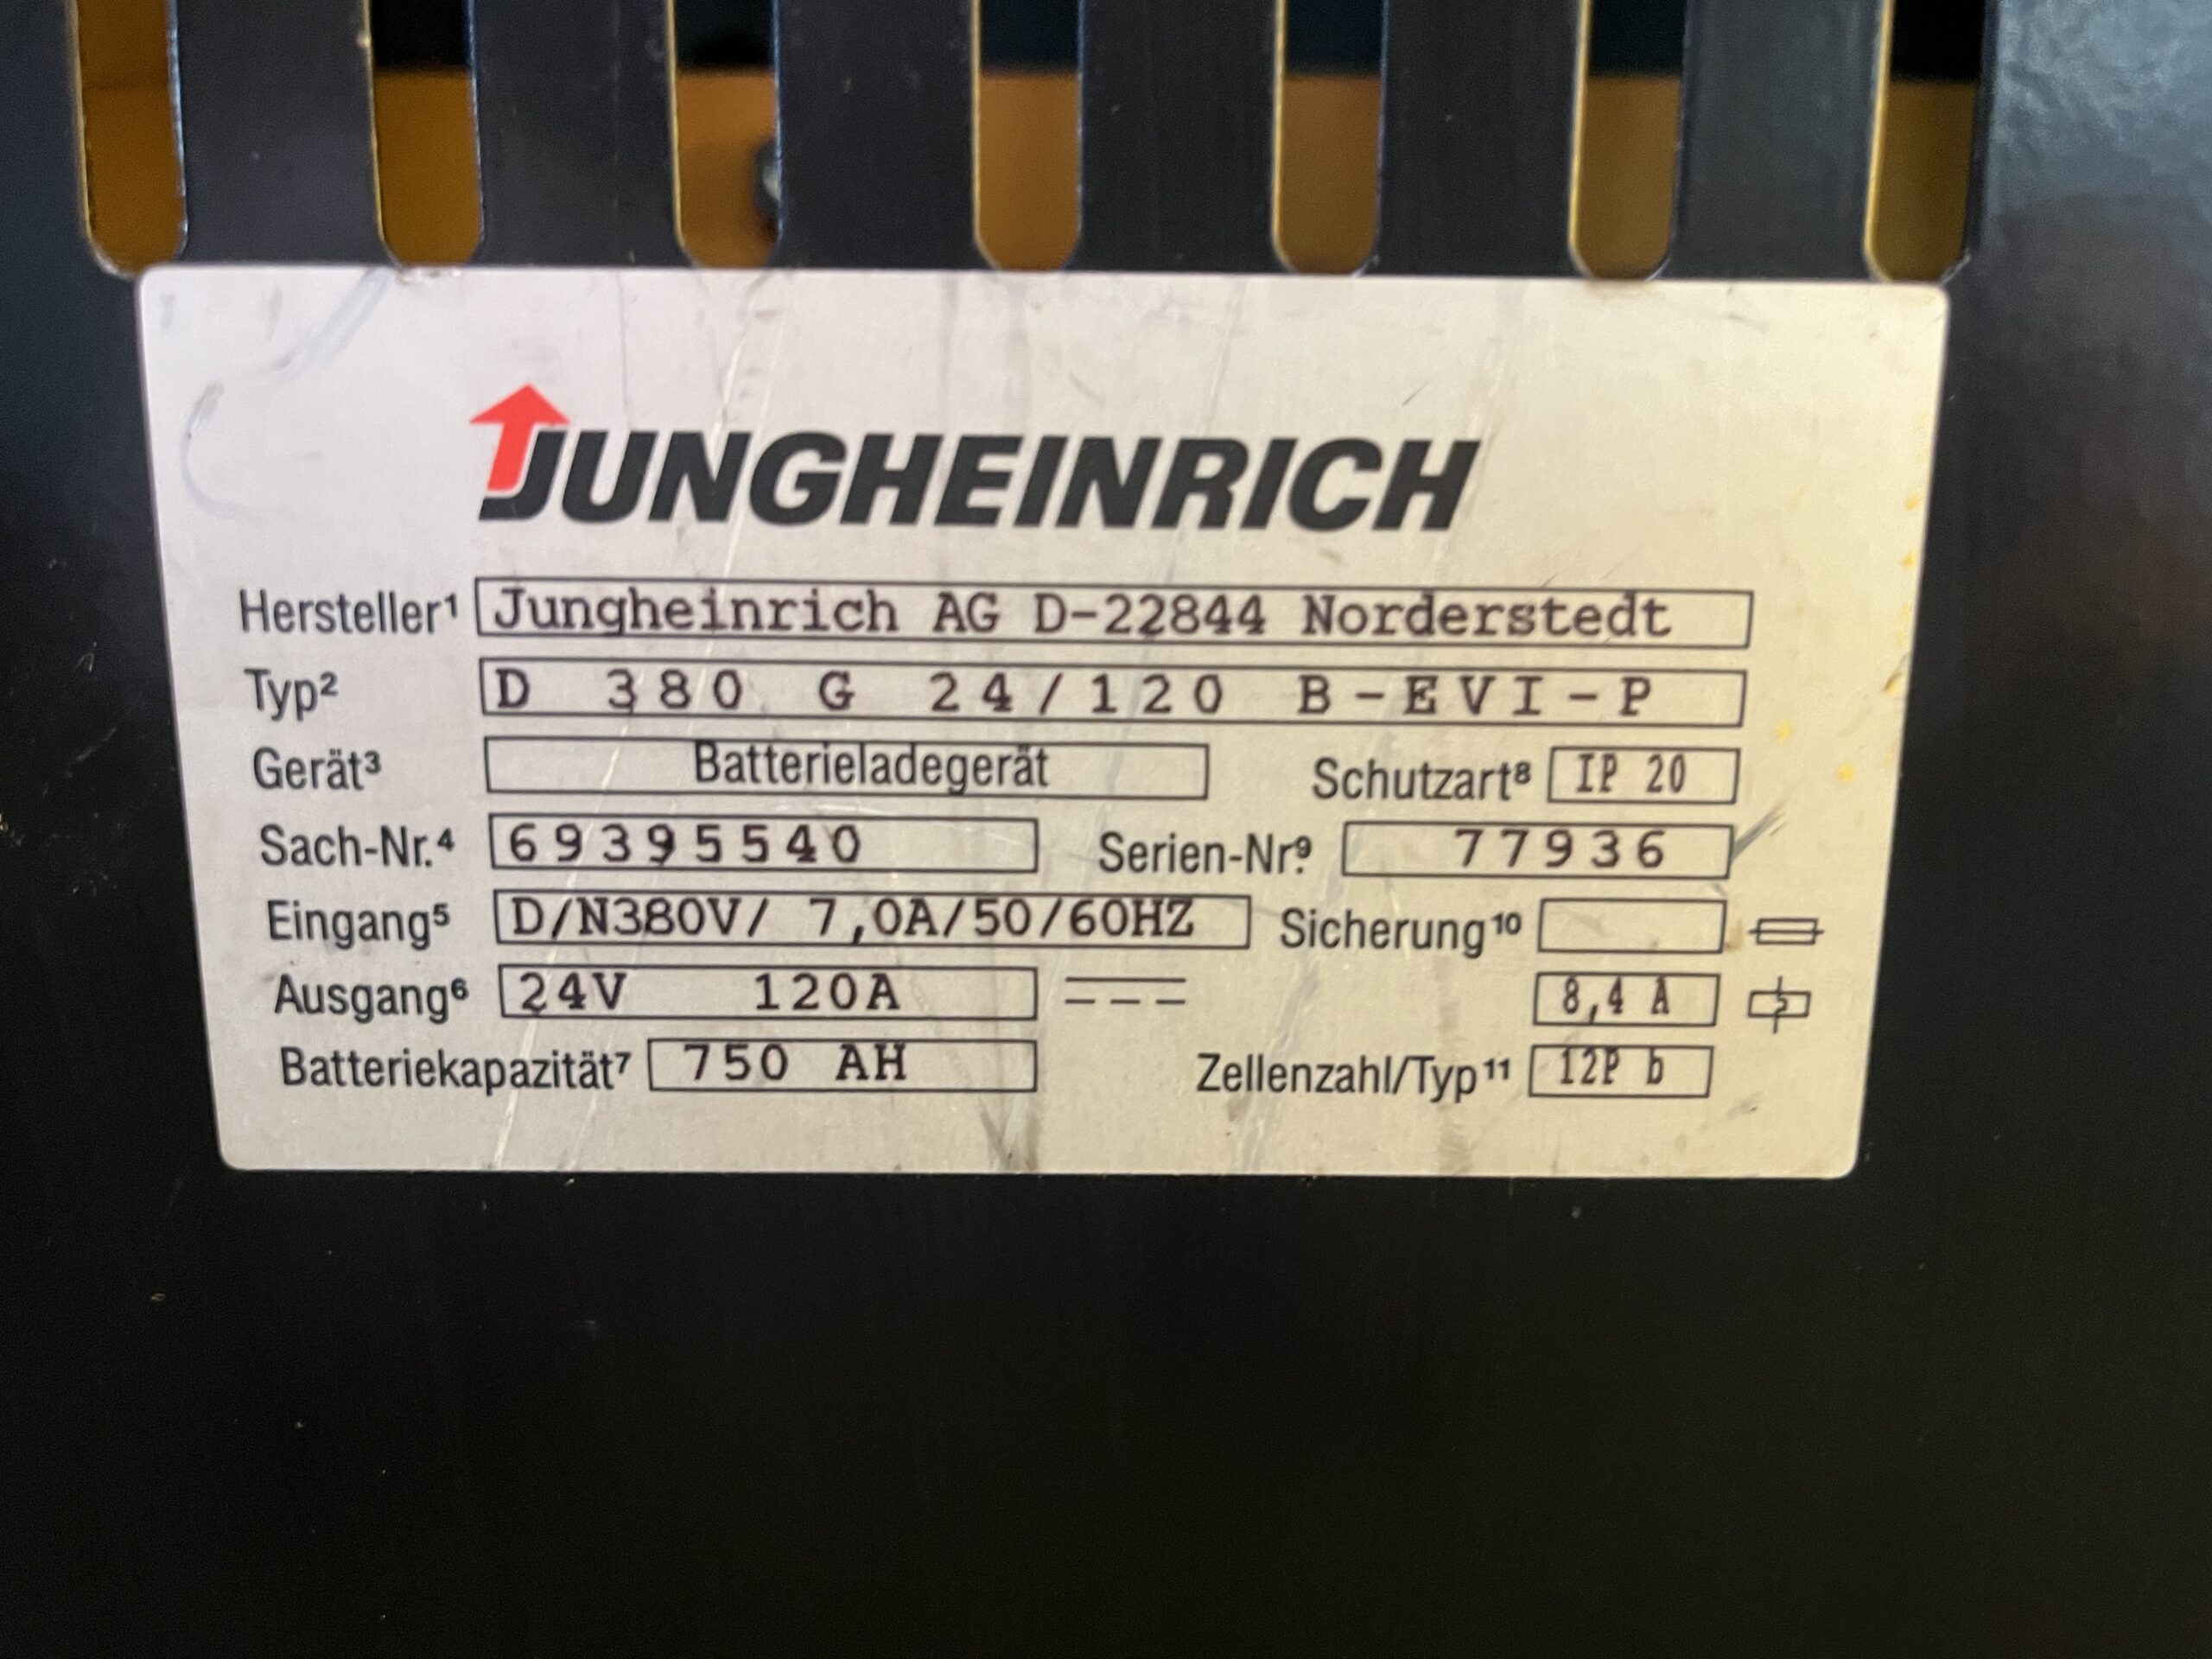 JUNGHEINRICH
Hersteller¹ Jungheinrich AG D-22844 Norderstedt
Typ² D 380 G 24/120 B-EVI-P
Gerät³ Batterieladegerät Schutzart⁸ IP 20
Sach-Nr.⁴ 69395540 Serien-Nr.⁹ 77936
Eingang⁵ D/N380V/ 7,0A/50/60HZ Sicherung¹⁰
Ausgang⁶ 24V 120A 8,4 A
Batteriekapazität⁷ 750 AH Zellenzahl/Typ¹¹ 12P b